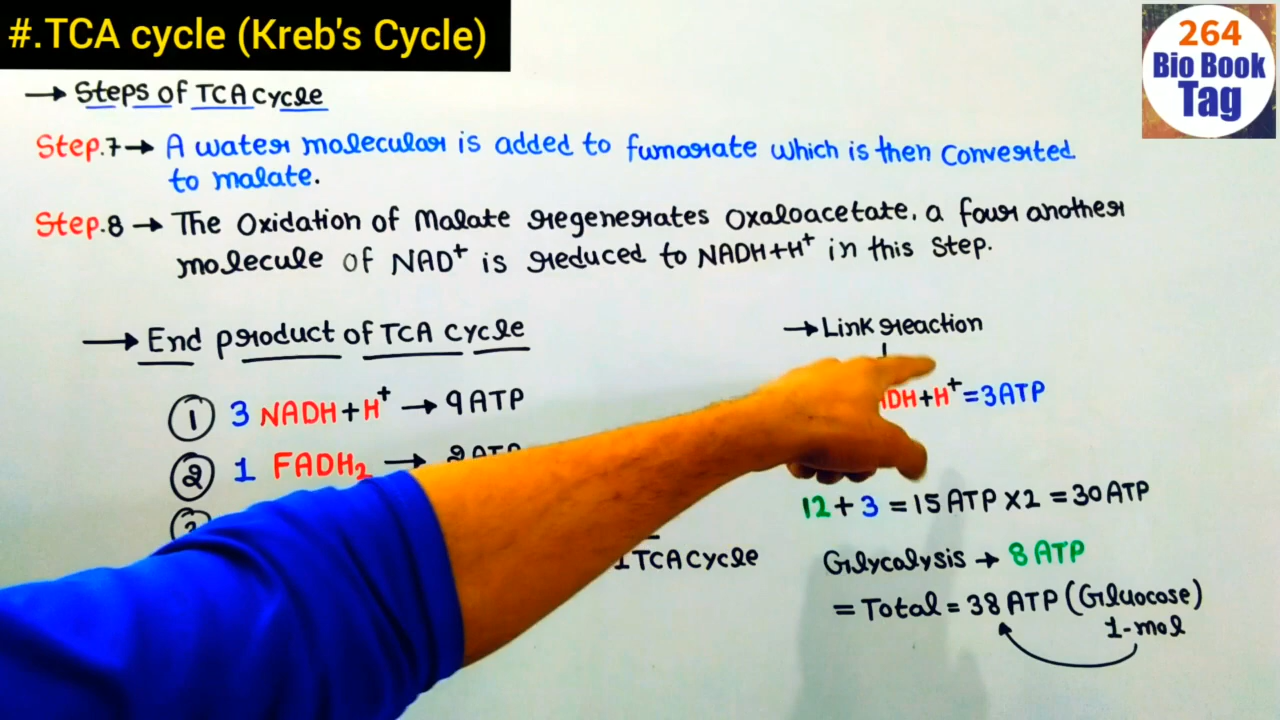 #.TCA cycle (Kreb's Cycle)
264
Bio Book
Tag
→ Steps of TCA cycle
Step.7→ A water molecular is added to fumarate which is then Converted
to malate.
Step.8 → The Oxidation of Malate regenerates Oxaloacetate, a four another
molecule of NAD⁺ is reduced to NADH+H⁺ in this Step.
→ End product of TCA Cycle
① 3 NADH+H⁺ → 9 ATP
② 1 FADH₂ → 2 ATP
TCA Cycle
→ Link reaction
DH+H⁺=3ATP
12+3 = 15 ATP X2 = 30 ATP
Glycolysis → 8 ATP
= Total = 38 ATP (Gluocose)
1-mol